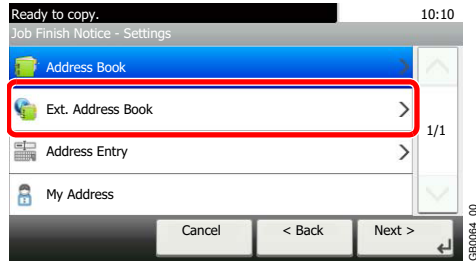 Ready to copy.
10:10
Job Finish Notice - Settings
Address Book
Ext. Address Book
1/1
Address Entry
My Address
Cancel
< Back
Next >
GB0064_00